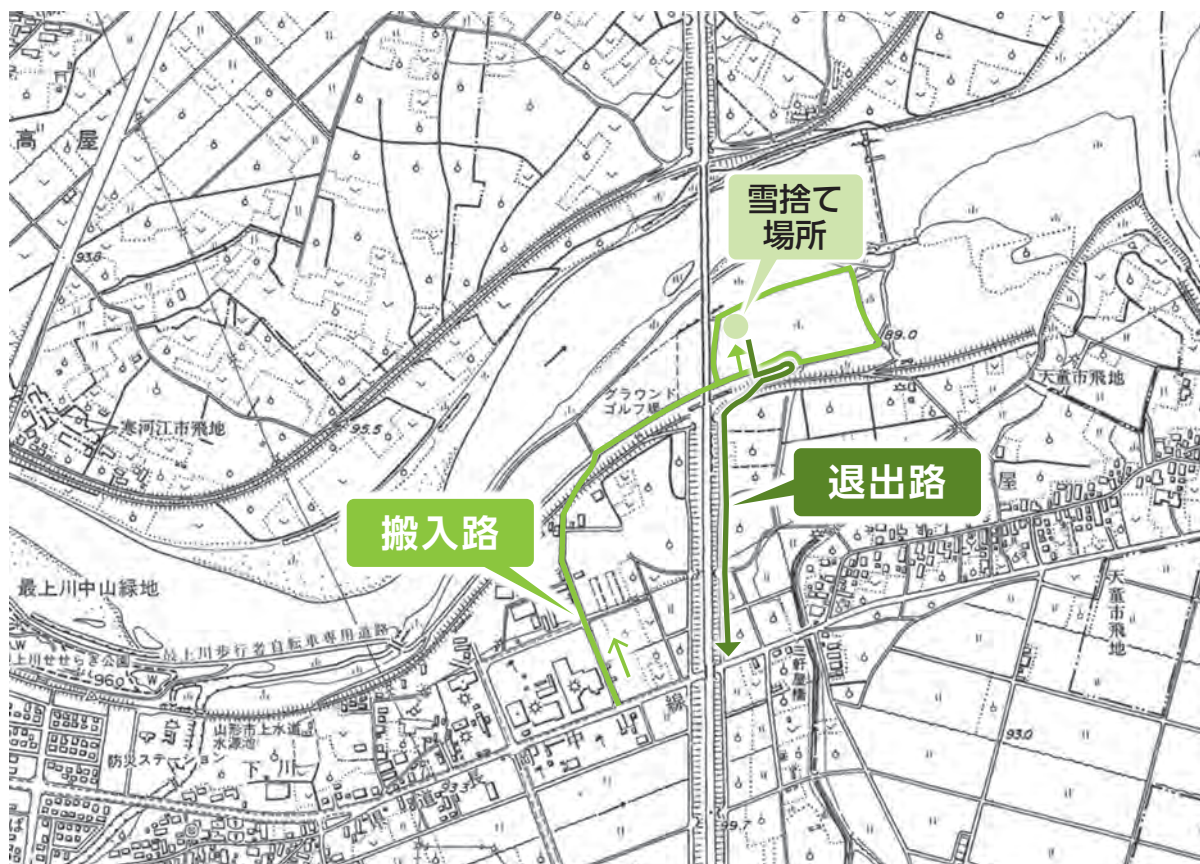 高屋
雪捨て
場所
93.8
89.0
天童市飛地
グラウンド
ゴルフ場
寒河江市飛地
95.5
退出路
屋
搬入路
最上川中山緑地
天童市飛地
最上川歩行者自転車専用道路
W
上川せせらぎ公園
W
96.0
三軒屋橋
線
山形市上水道
水源池
防災ステーション
下川
93.0
道
93.3